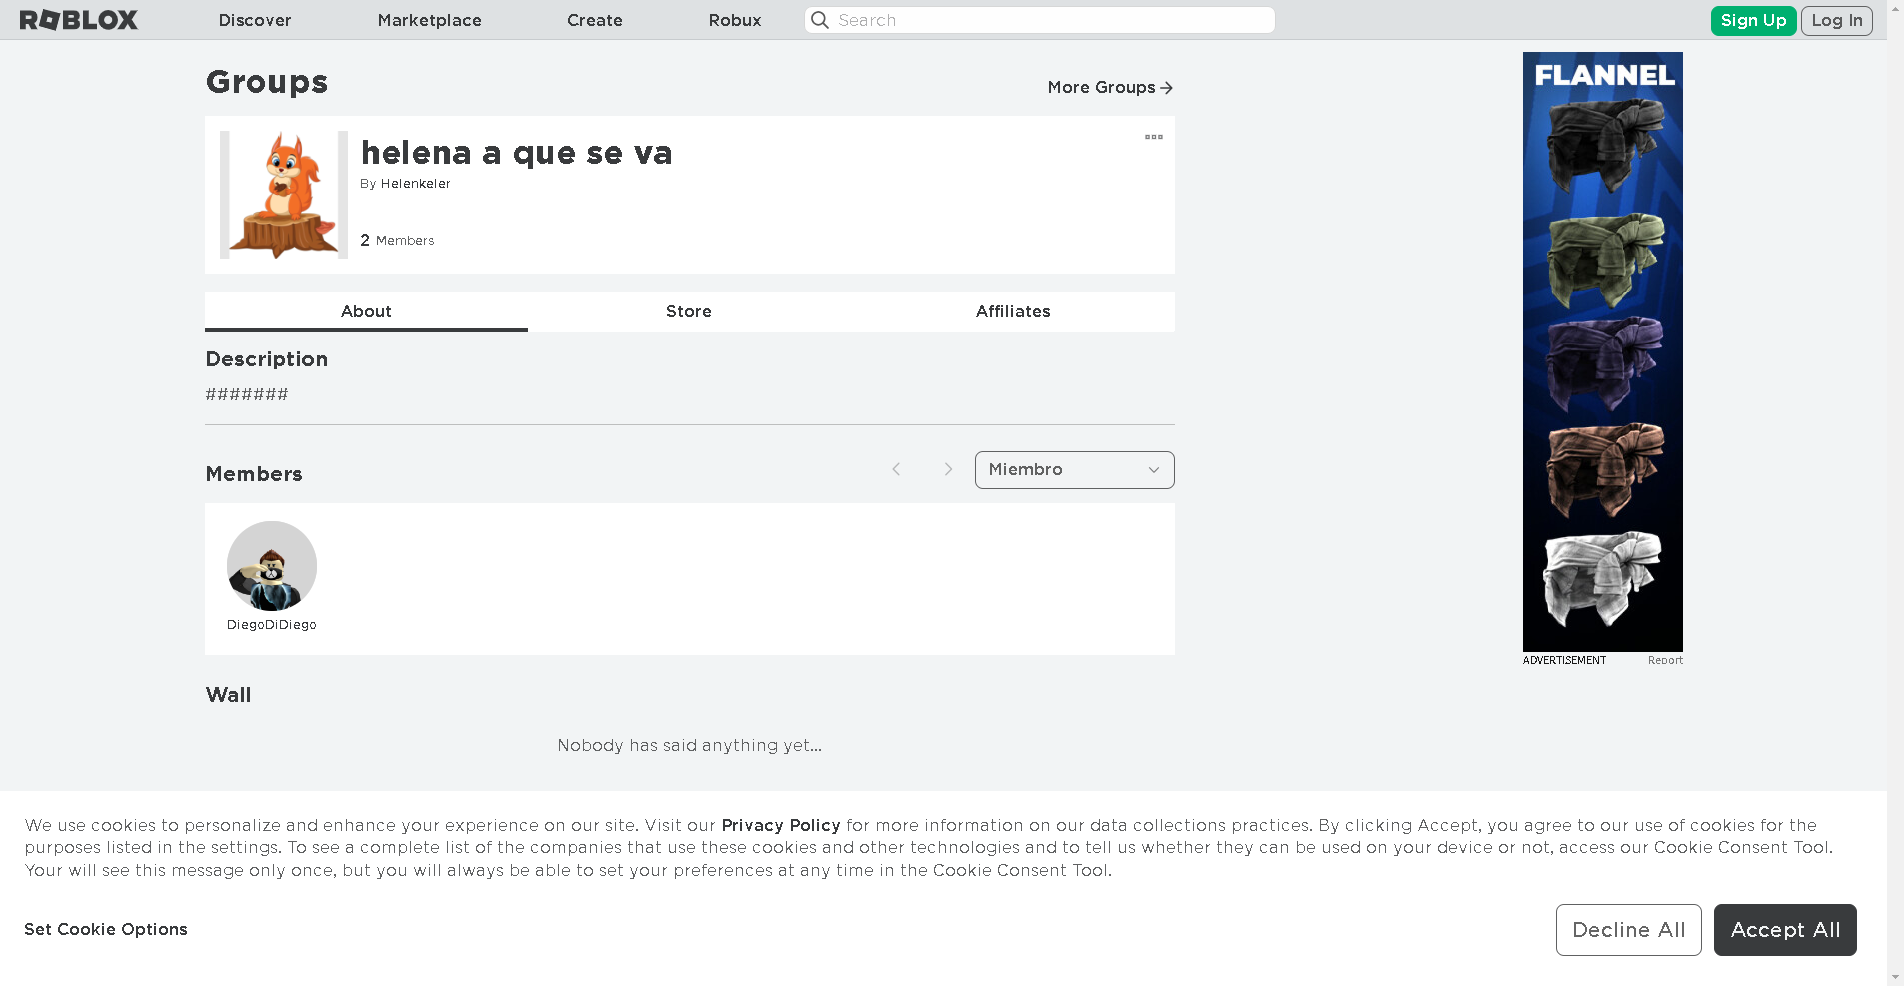 ROBLOX
Discover
Marketplace
Create
Robux
Search
Sign Up
Log In
Groups
More Groups
helena a que se va
By Helenkeler
2 Members
About
Store
Affiliates
Description
#######
Members
Miembro
DiegoDiDiego
Wall
Nobody has said anything yet...
FLANNEL
ADVERTISEMENT
Report
We use cookies to personalize and enhance your experience on our site. Visit our Privacy Policy for more information on our data collections practices. By clicking Accept, you agree to our use of cookies for the
purposes listed in the settings. To see a complete list of the companies that use these cookies and other technologies and to tell us whether they can be used on your device or not, access our Cookie Consent Tool.
Your will see this message only once, but you will always be able to set your preferences at any time in the Cookie Consent Tool.
Set Cookie Options
Decline All
Accept All